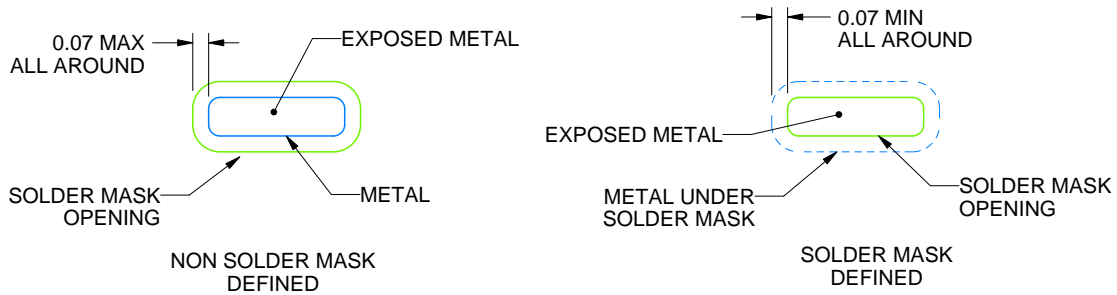 0.07 MAX
ALL AROUND
EXPOSED METAL
SOLDER MASK
OPENING
METAL
NON SOLDER MASK
DEFINED
0.07 MIN
ALL AROUND
EXPOSED METAL
METAL UNDER
SOLDER MASK
SOLDER MASK
OPENING
SOLDER MASK
DEFINED